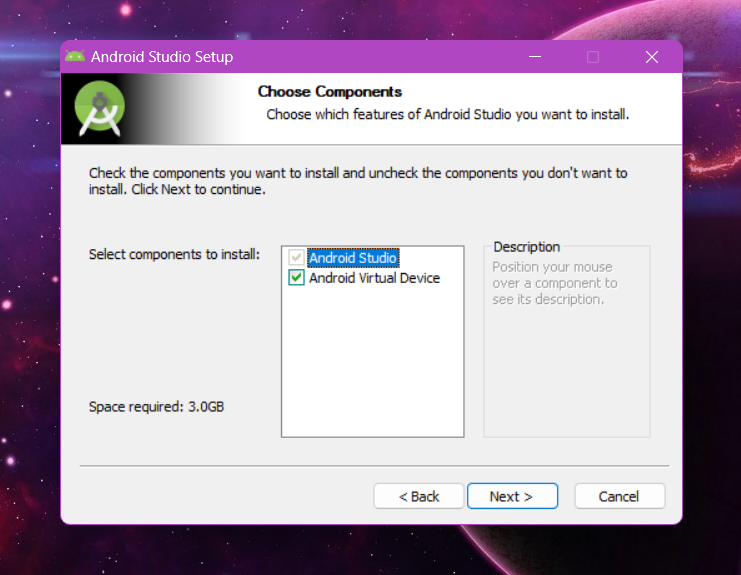 Android Studio Setup
Choose Components
Choose which features of Android Studio you want to install.
Check the components you want to install and uncheck the components you don't want to
install. Click Next to continue.
Select components to install:
Android Studio
Android Virtual Device
Description
Position your mouse
over a component to
see its description.
Space required: 3.0GB
< Back
Next >
Cancel